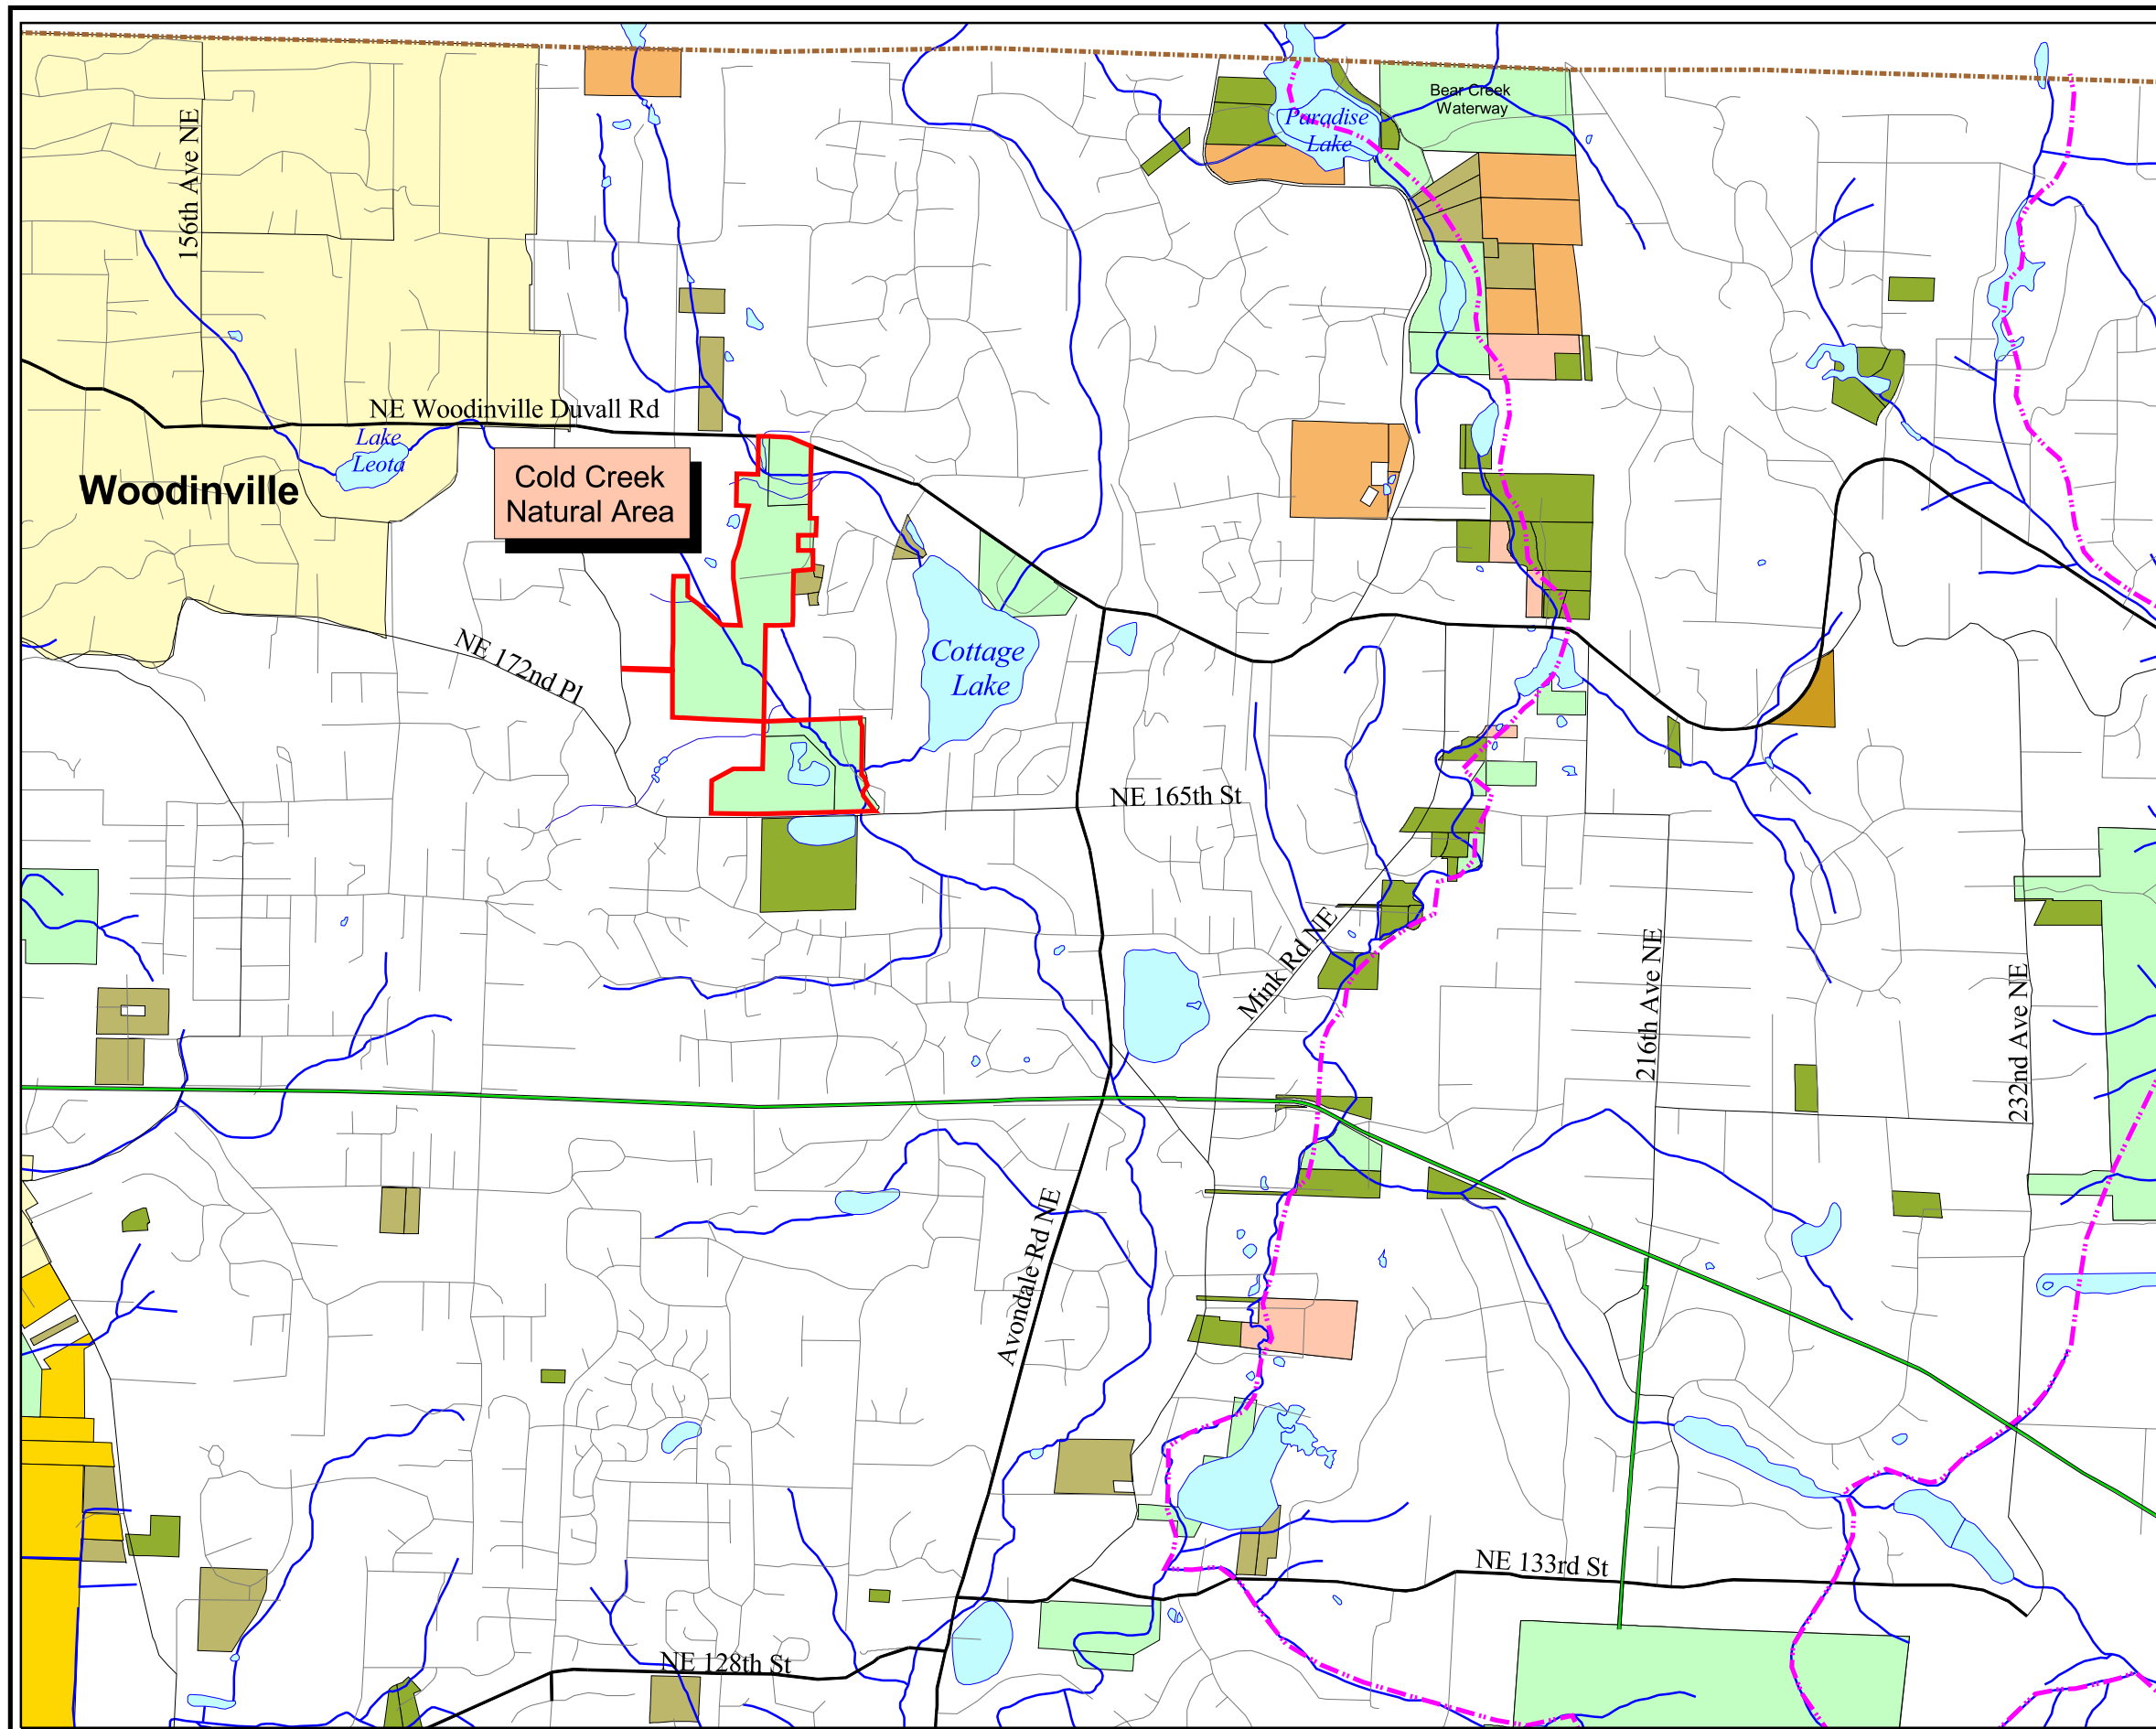 Bear Creek
Waterway
Paradise
Lake
156th Ave NE
NE Woodinville Duvall Rd
Lake
Leota
Woodinville
Cold Creek
Natural Area
NE 172nd Pl
Cottage
Lake
NE 165th St
Mink Rd NE
216th Ave NE
232nd Ave NE
Avondale Rd NE
NE 133rd St
NE 128th St